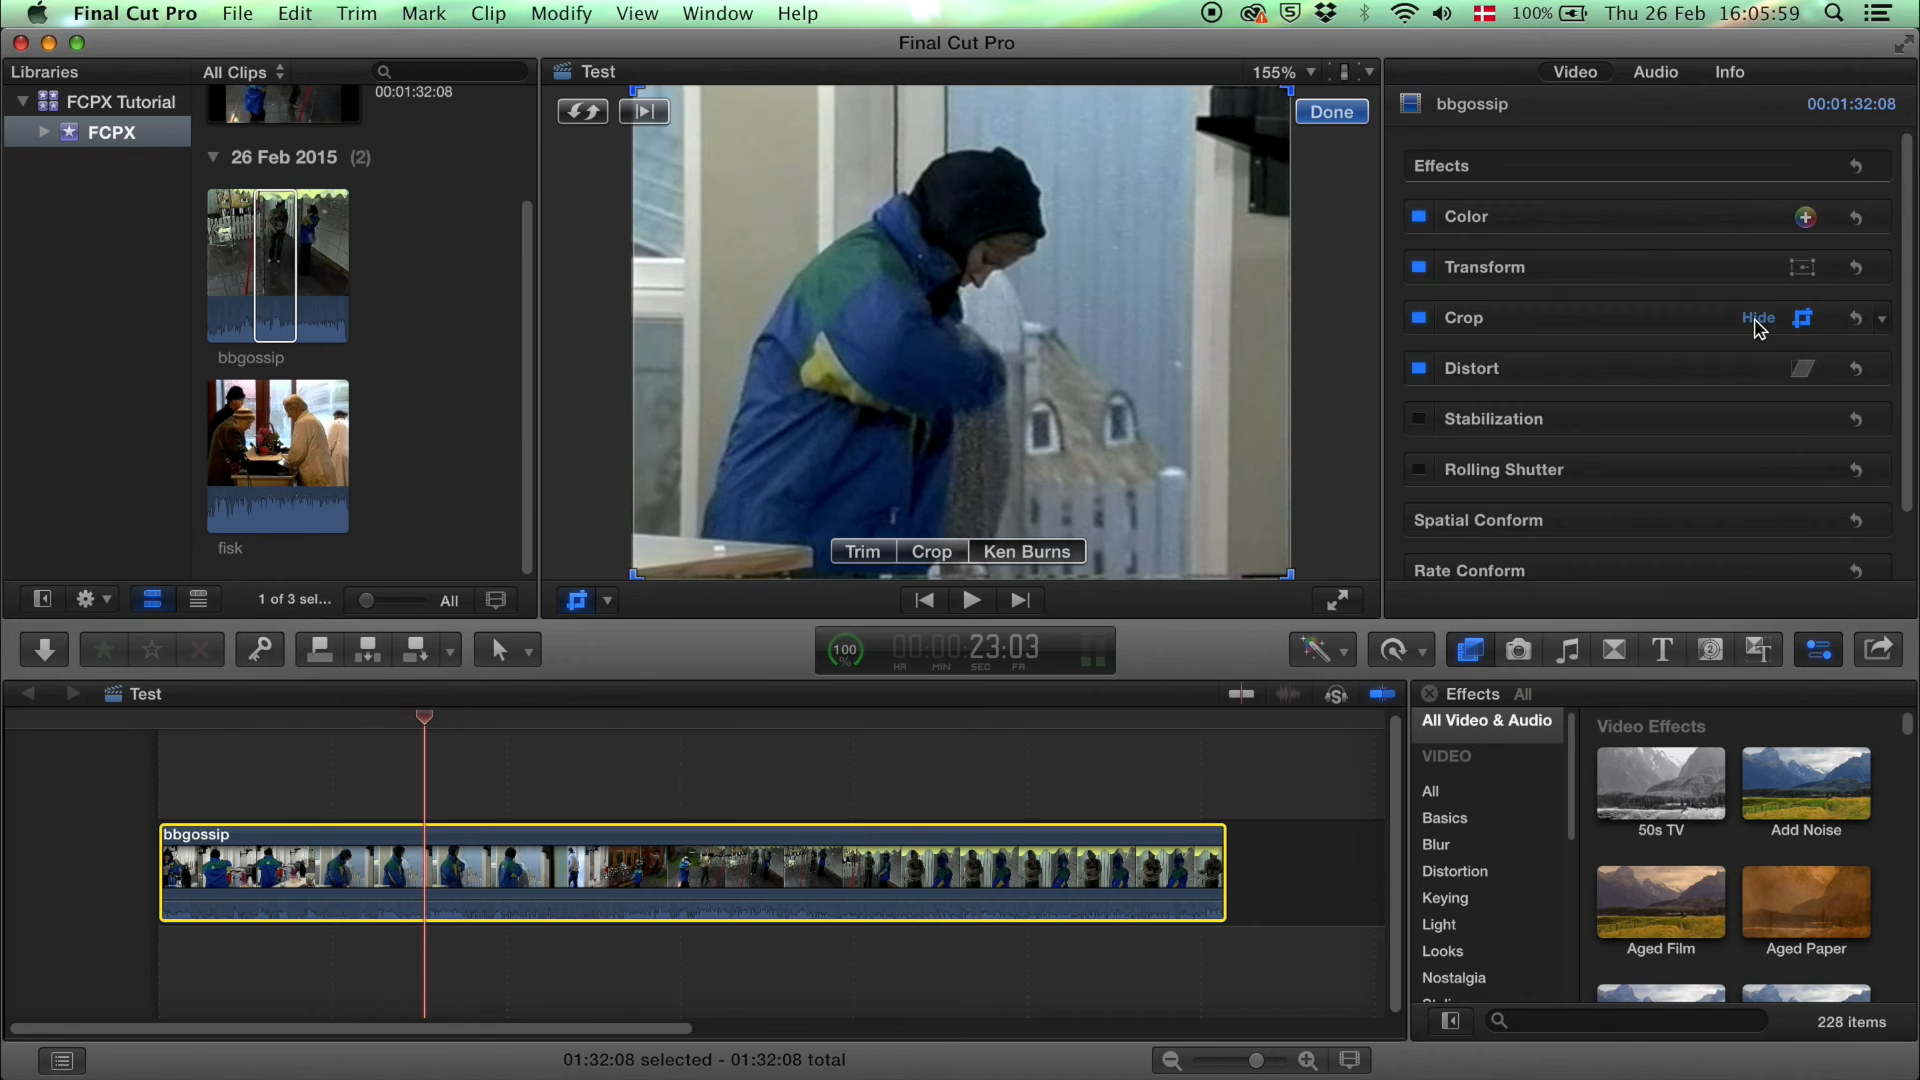 Final Cut Pro File Edit Trim Mark Clip Modify View Window Help 100% Thu 26 Feb 16:05:59
Final Cut Pro
Libraries
All Clips
FCPX Tutorial
FCPX
00:01:32:08
26 Feb 2015 (2)
bbgossip
fisk
1 of 3 sel...
All
Test
155%
Done
Trim
Crop
Ken Burns
Video
Audio
Info
bbgossip
00:01:32:08
Effects
Color
Transform
Crop
Hide
Distort
Stabilization
Rolling Shutter
Spatial Conform
Rate Conform
100 %
00:00:23:03
HR MIN SEC FR
Test
bbgossip
Effects All
All Video & Audio
VIDEO
All
Basics
Blur
Distortion
Keying
Light
Looks
Nostalgia
Video Effects
50s TV
Add Noise
Aged Film
Aged Paper
228 items
01:32:08 selected - 01:32:08 total